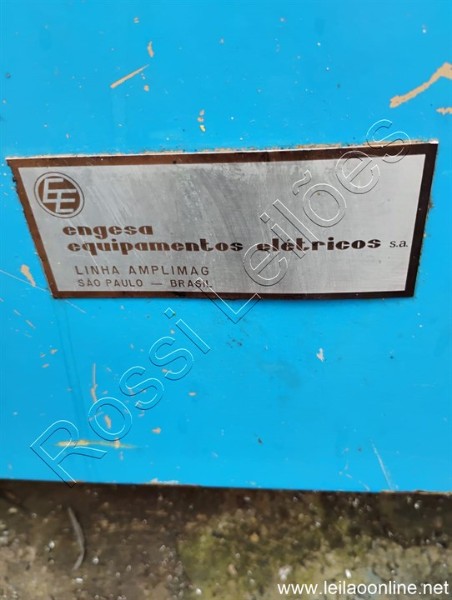 EE
engesa
equipamentos elétricos s.a.
LINHA AMPLIMAG
SÃO PAULO — BRASIL
Rossi Leilões
www.leilaoonline.net